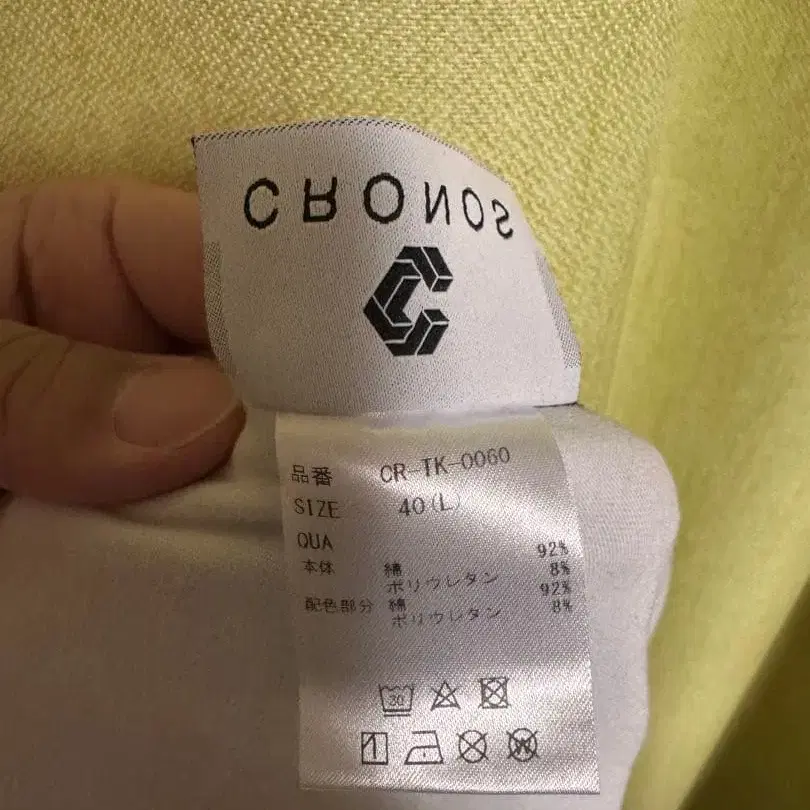 CRONOS
品番 CR-TK-0060
SIZE 40(L)
QUA
本体 綿 92%
ポリウレタン 8%
配色部分 綿 92%
ポリウレタン 8%
30
W